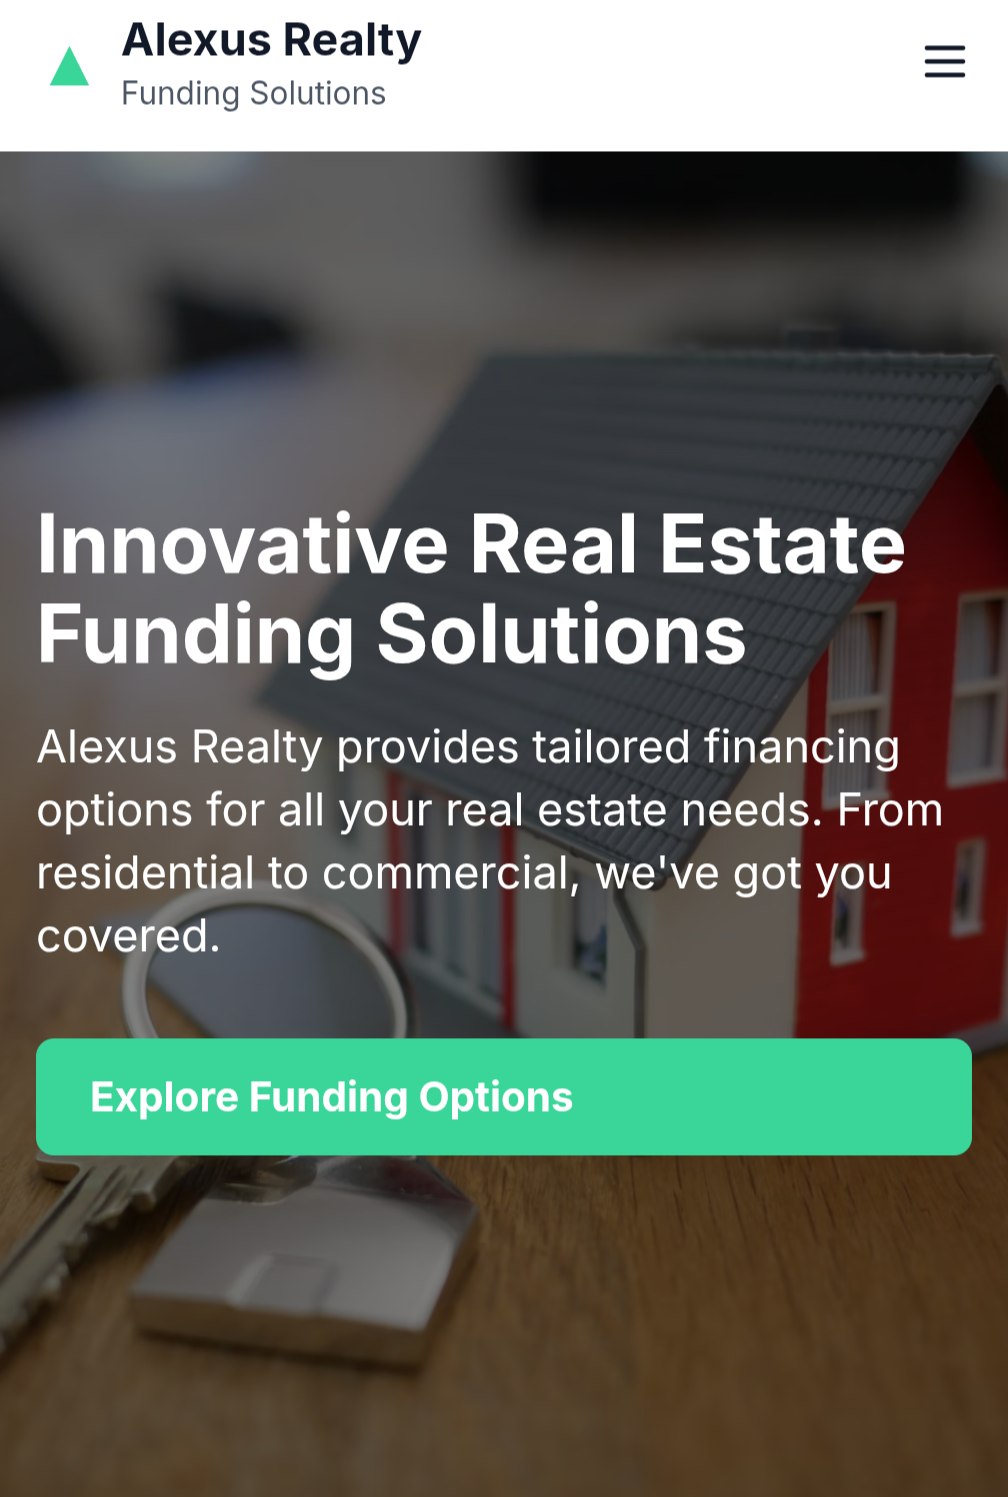 Alexus Realty
Funding Solutions
Innovative Real Estate
Funding Solutions
Alexus Realty provides tailored financing
options for all your real estate needs. From
residential to commercial, we've got you
covered.
Explore Funding Options